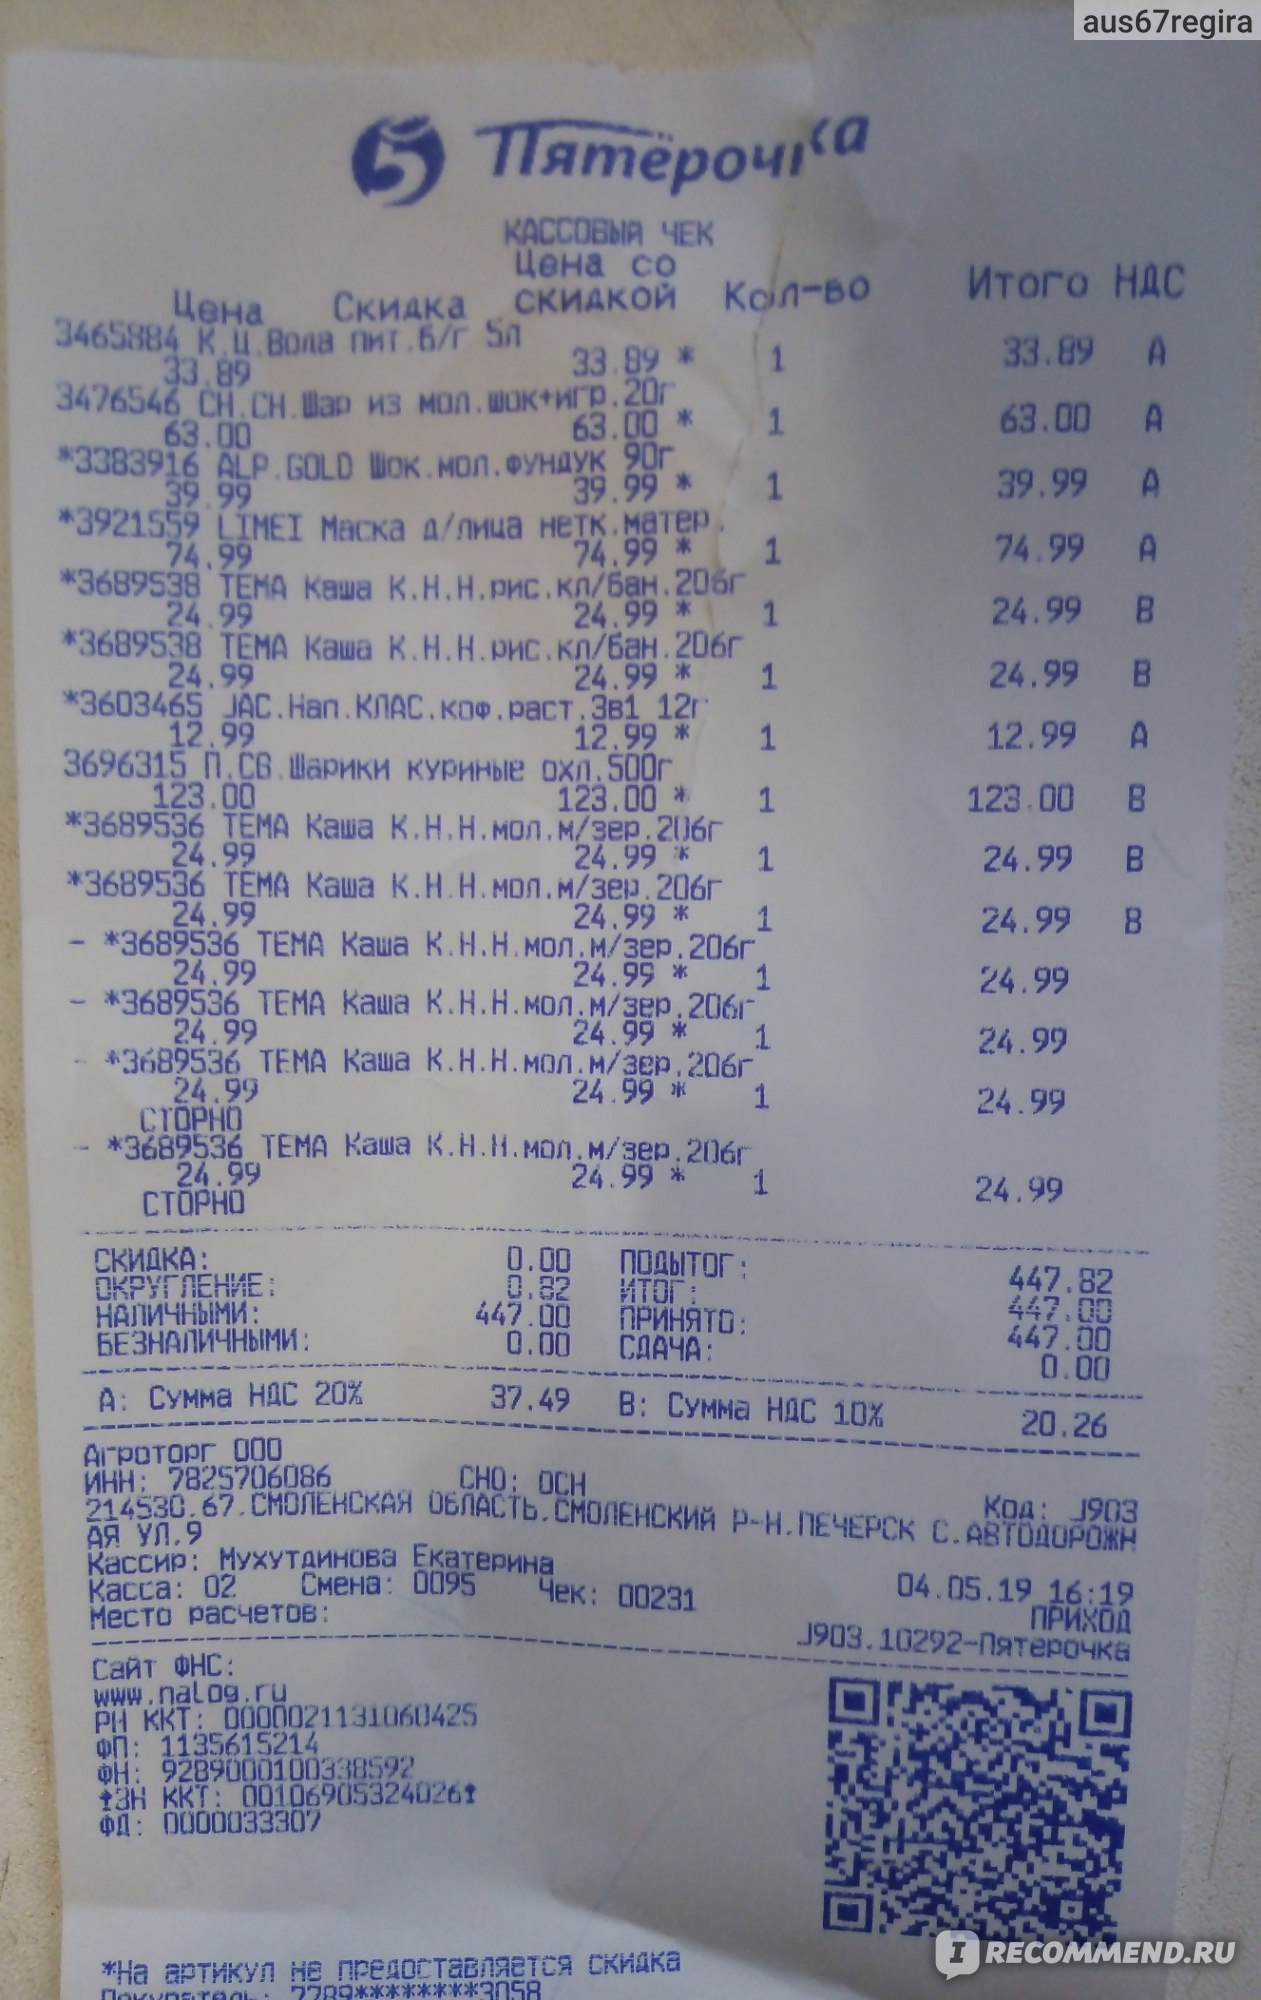 aus67regira
5 Пятёрочка
КАССОВЫЙ ЧЕК
Цена со
Цена Скидка скидкой Кол-во Итого НДС
3465884 К.Ц.Вода пит.б/г 5л
33.89 33.89 * 1 33.89 А
3476546 СН.СН.Шар из мол.шок+игр.20г
63.00 63.00 * 1 63.00 А
*3383916 ALP.GOLD Шок.мол.фундук 90г
39.99 39.99 * 1 39.99 А
*3921559 LIMEI Маска д/лица нетк.матер.
74.99 74.99 * 1 74.99 А
*3689538 ТЕМА Каша К.Н.Н.рис.кл/бан.206г
24.99 24.99 * 1 24.99 В
*3689538 ТЕМА Каша К.Н.Н.рис.кл/бан.206г
24.99 24.99 * 1 24.99 В
*3603465 JAC.Нап.КЛАС.коф.раст.3в1 12г
12.99 12.99 * 1 12.99 А
3696315 П.СВ.Шарики куриные охл.500г
123.00 123.00 * 1 123.00 В
*3689536 ТЕМА Каша К.Н.Н.мол.м/зер.206г
24.99 24.99 * 1 24.99 В
*3689536 ТЕМА Каша К.Н.Н.мол.м/зер.206г
24.99 24.99 * 1 24.99 В
- *3689536 ТЕМА Каша К.Н.Н.мол.м/зер.206г
24.99 24.99 * 1 24.99
- *3689536 ТЕМА Каша К.Н.Н.мол.м/зер.206г
24.99 24.99 * 1 24.99
- *3689536 ТЕМА Каша К.Н.Н.мол.м/зер.206г
24.99 24.99 * 1 24.99
СТОРНО
- *3689536 ТЕМА Каша К.Н.Н.мол.м/зер.206г
24.99 24.99 * 1 24.99
СТОРНО
СКИДКА: 0.00 ПОДЫТОГ: 447.82
ОКРУГЛЕНИЕ: 0.82 ИТОГ: 447.00
НАЛИЧНЫМИ: 447.00 ПРИНЯТО: 447.00
БЕЗНАЛИЧНЫМИ: 0.00 СДАЧА: 0.00
А: Сумма НДС 20% 37.49 В: Сумма НДС 10% 20.26
Агроторг ООО
ИНН: 7825706086 СНО: ОСН Код: J903
214530,67,СМОЛЕНСКАЯ ОБЛАСТЬ,СМОЛЕНСКИЙ Р-Н,ПЕЧЕРСК С,АВТОДОРОЖН
АЯ УЛ,9
Кассир: Мухутдинова Екатерина
Касса: 02 Смена: 0095 Чек: 00231 04.05.19 16:19
Место расчетов: ПРИХОД
J903.10292-Пятерочка
Сайт ФНС:
www.nalog.ru
РН ККТ: 0000021131060425
ФП: 1135615214
ФН: 9289000100338592
↑ЗН ККТ: 00106905324026↑
ФД: 0000033307
*На артикул не предоставляется скидка
Покупатель: 7789********3058
IRECOMMEND.RU